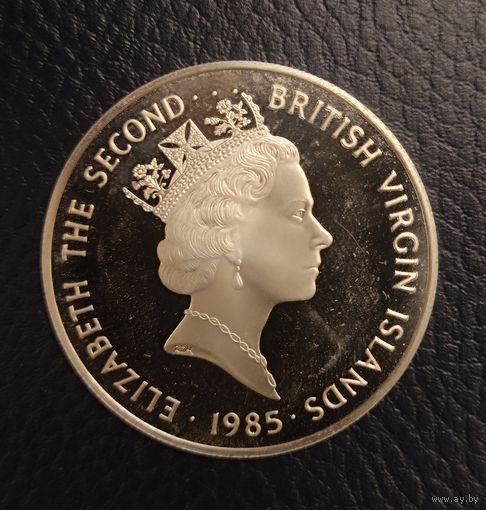 ELIZABETH THE SECOND · BRITISH VIRGIN ISLANDS
· 1985 ·
www.ay.by